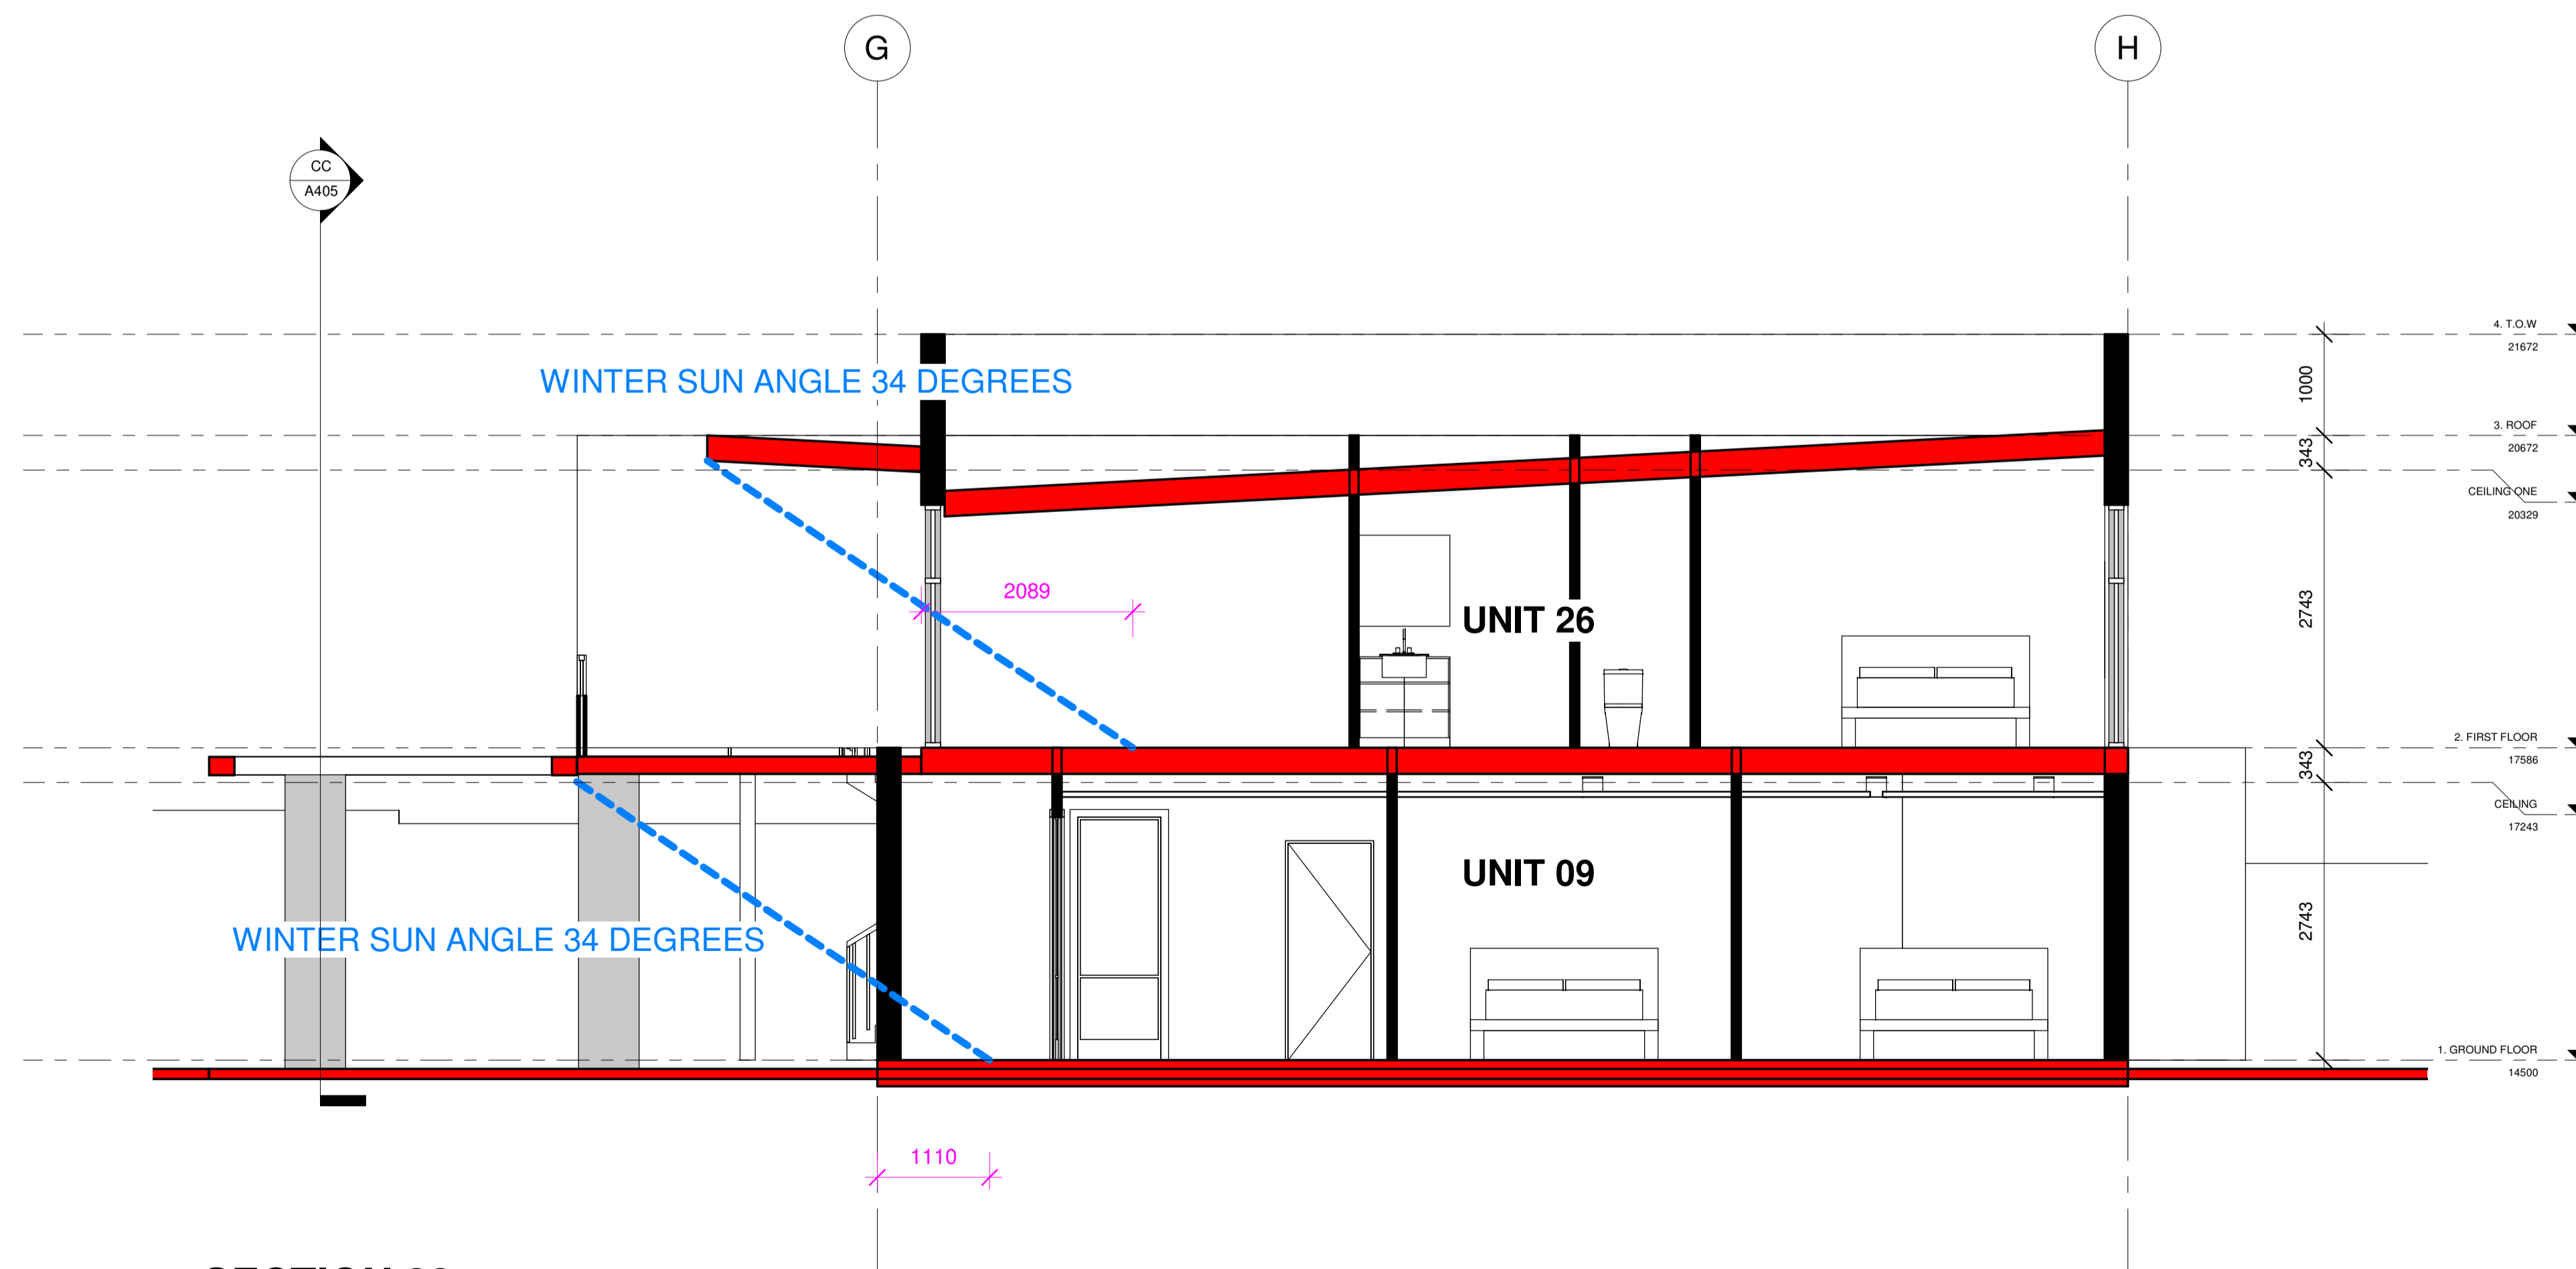 G
H
CC
A405
4. T.O.W
21672
WINTER SUN ANGLE 34 DEGREES
1000
3. ROOF
20672
343
CEILING ONE
20329
2089
UNIT 26
2743
2. FIRST FLOOR
17586
343
CEILING
17243
UNIT 09
WINTER SUN ANGLE 34 DEGREES
2743
1. GROUND FLOOR
14500
1110